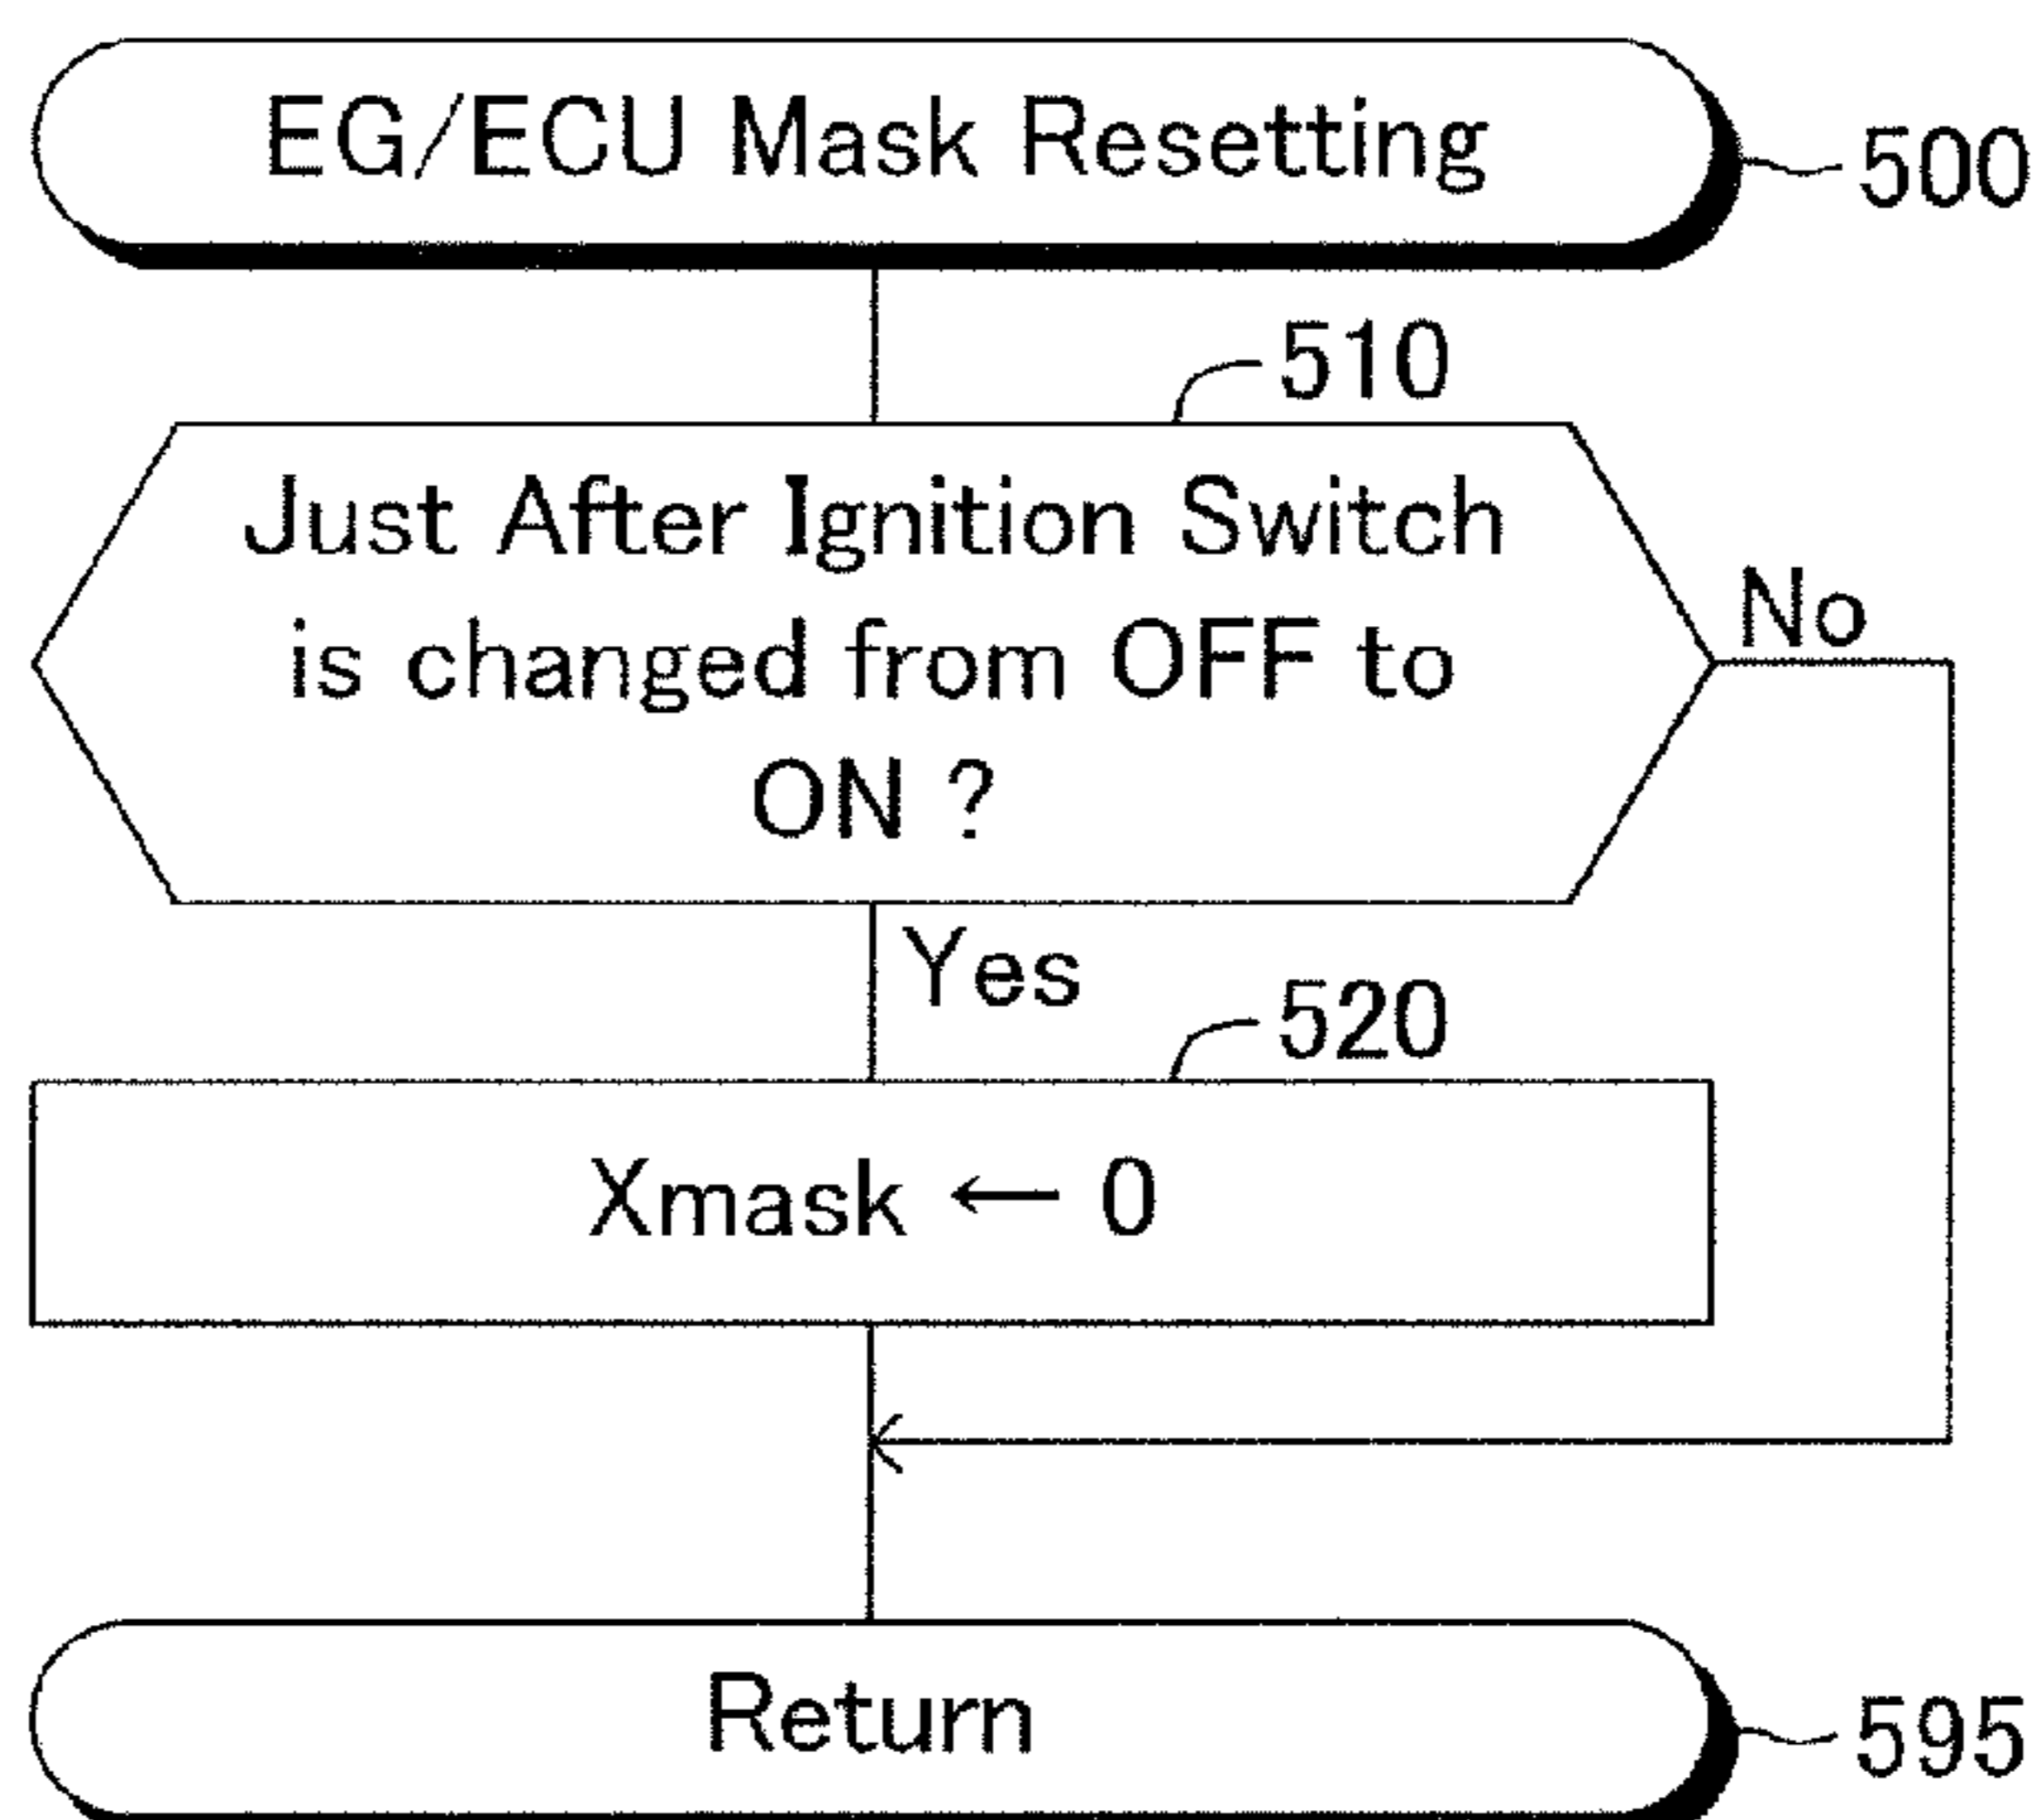 EG/ECU Mask Resetting
500
510
Just After Ignition Switch
is changed from OFF to
ON ?
No
Yes
520
Xmask ← 0
Return
595